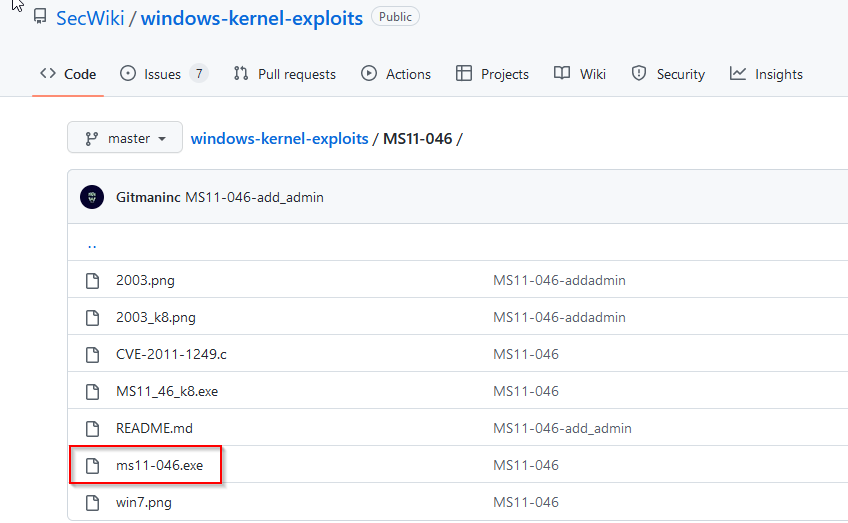 SecWiki / windows-kernel-exploits Public
Code Issues 7 Pull requests Actions Projects Wiki Security Insights
master windows-kernel-exploits / MS11-046 /
Gitmaninc MS11-046-add_admin
..
2003.png MS11-046-addadmin
2003_k8.png MS11-046-addadmin
CVE-2011-1249.c MS11-046
MS11_46_k8.exe MS11-046
README.md MS11-046-add_admin
ms11-046.exe MS11-046
win7.png MS11-046